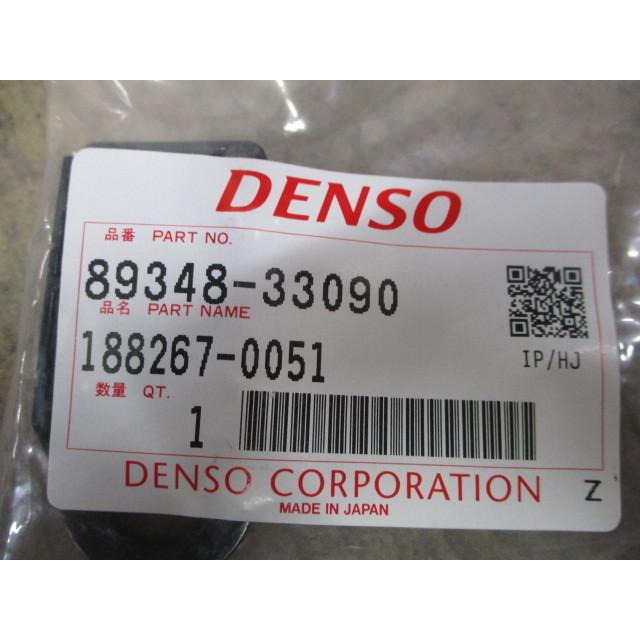 DENSO
品番 PART NO.
89348-33090
品名 PART NAME
188267-0051
IP/HJ
数量 QT.
1
DENSO CORPORATION
Z
MADE IN JAPAN